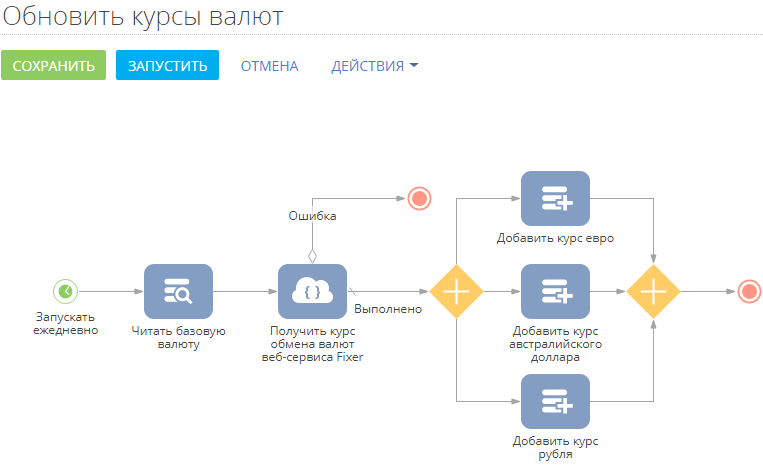 Обновить курсы валют
СОХРАНИТЬ
ЗАПУСТИТЬ
ОТМЕНА
ДЕЙСТВИЯ
Ошибка
Добавить курс евро
Запускать
ежедневно
Читать базовую
валюту
Получить курс
обмена валют
веб-сервиса Fixer
Выполнено
Добавить курс
австралийского
доллара
Добавить курс
рубля